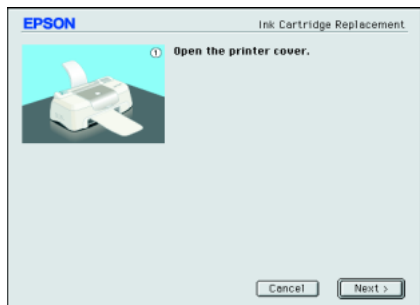 EPSON
Ink Cartridge Replacement
①
Open the printer cover.
Cancel
Next >